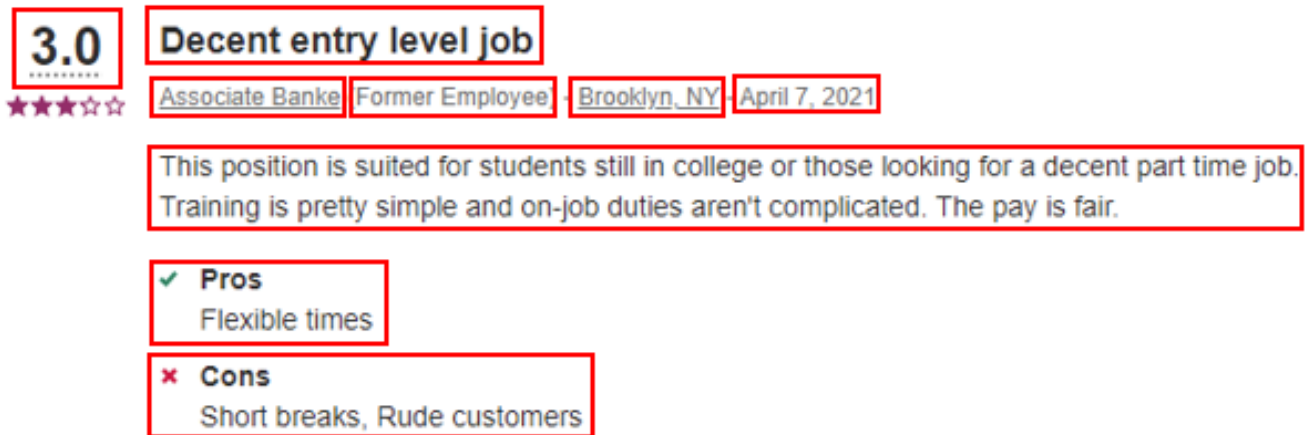 3.0
Decent entry level job
Associate Banke (Former Employee) - Brooklyn, NY - April 7, 2021
This position is suited for students still in college or those looking for a decent part time job.
Training is pretty simple and on-job duties aren't complicated. The pay is fair.
Pros
Flexible times
Cons
Short breaks, Rude customers